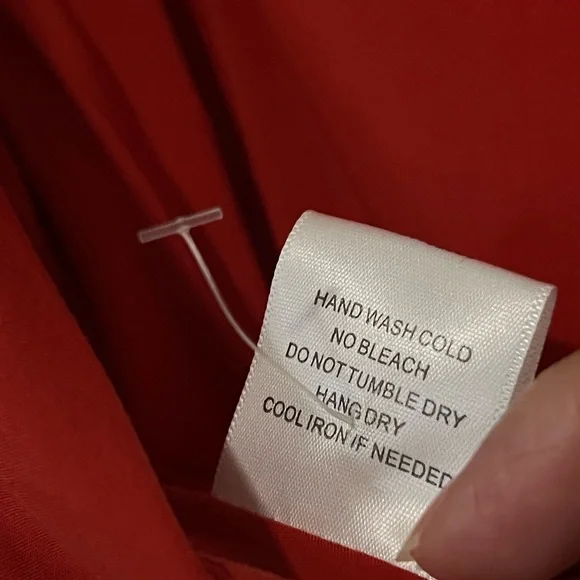 HAND WASH COLD
NO BLEACH
DO NOT TUMBLE DRY
HANG DRY
COOL IRON IF NEEDED